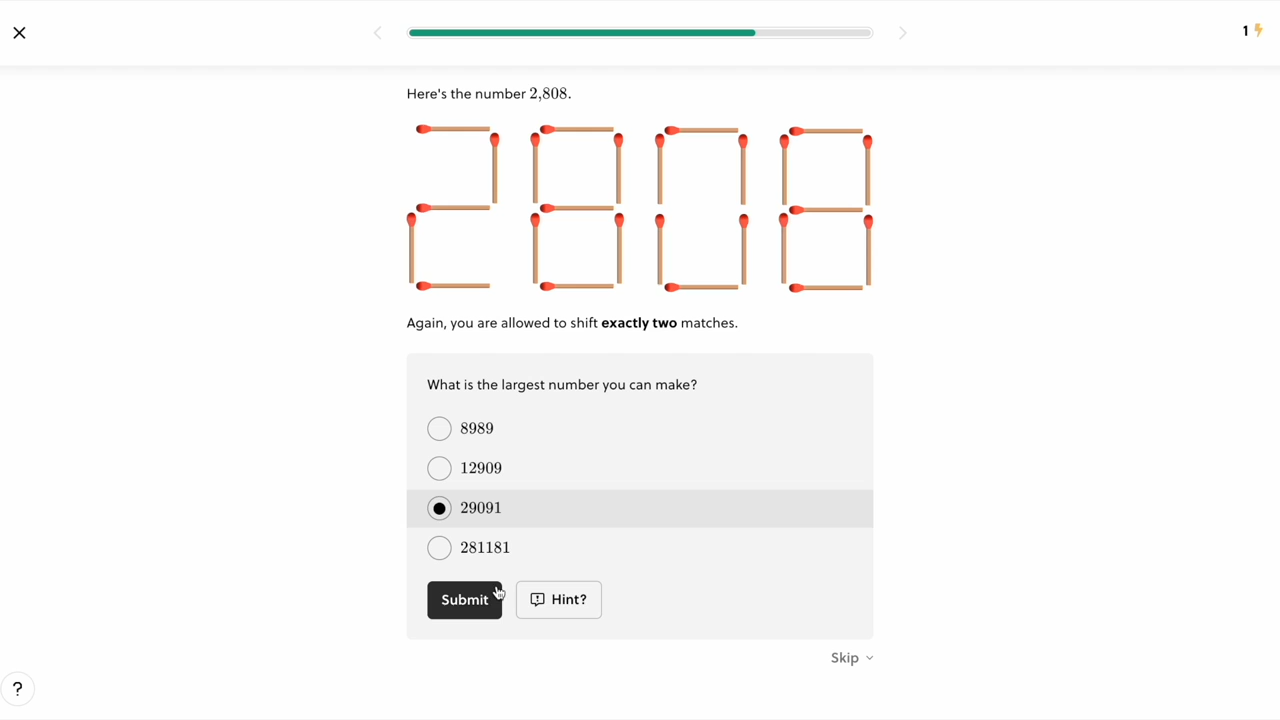 1
Here's the number 2,808.
Again, you are allowed to shift exactly two matches.
What is the largest number you can make?
8989
12909
29091
281181
Submit
Hint?
Skip
?